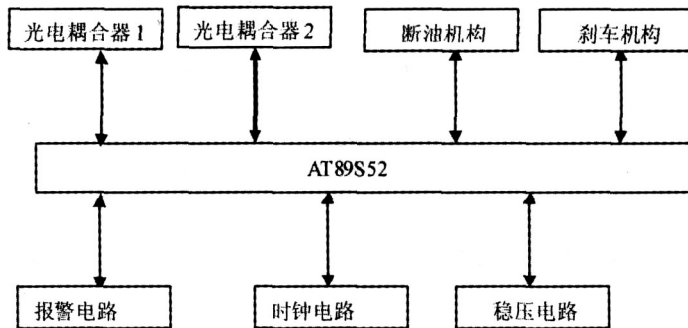 光电耦合器1
光电耦合器2
断油机构
刹车机构
AT89S52
报警电路
时钟电路
稳压电路